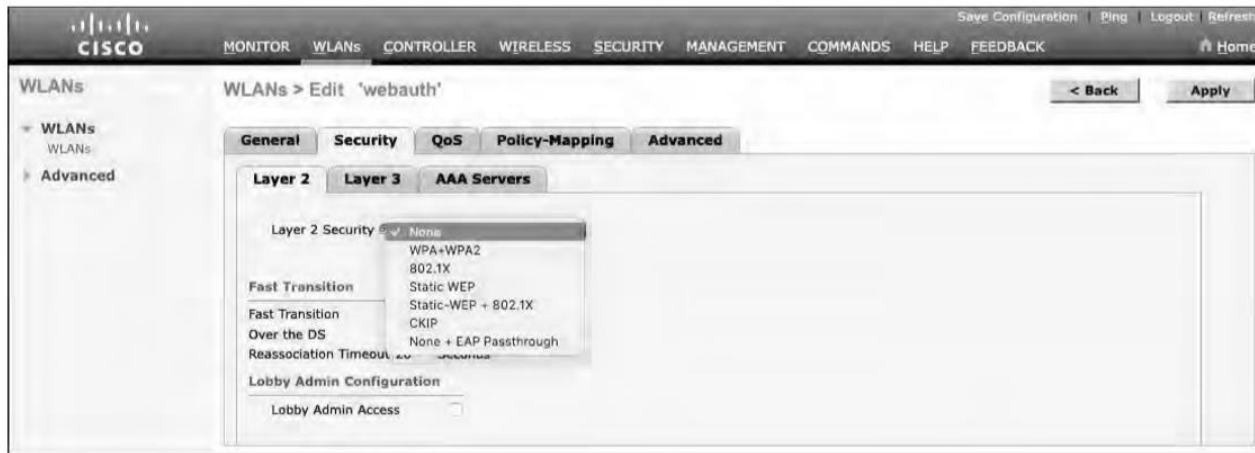 Save Configuration | Ping | Logout | Refresh
CISCO MONITOR WLANs CONTROLLER WIRELESS SECURITY MANAGEMENT COMMANDS HELP FEEDBACK Home
WLANs
WLANs
WLANs
Advanced
WLANs > Edit 'webauth'
< Back Apply
General Security QoS Policy-Mapping Advanced
Layer 2 Layer 3 AAA Servers
Layer 2 Security
None
WPA+WPA2
802.1X
Static WEP
Static-WEP + 802.1X
CKIP
None + EAP Passthrough
Fast Transition
Fast Transition
Over the DS
Reassociation Timeout 20 Seconds
Lobby Admin Configuration
Lobby Admin Access